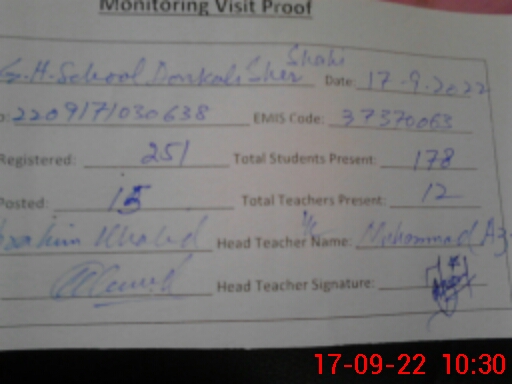 Monitoring Visit Proof
G.H.School Donkali Sher Shahi Date: 17-9-2022
2209171030638 EMIS Code: 37370063
Registered: 251 Total Students Present: 178
Posted: 15 Total Teachers Present: 12
Khalid Head Teacher Name: Muhammad
Head Teacher Signature:
17-09-22 10:30